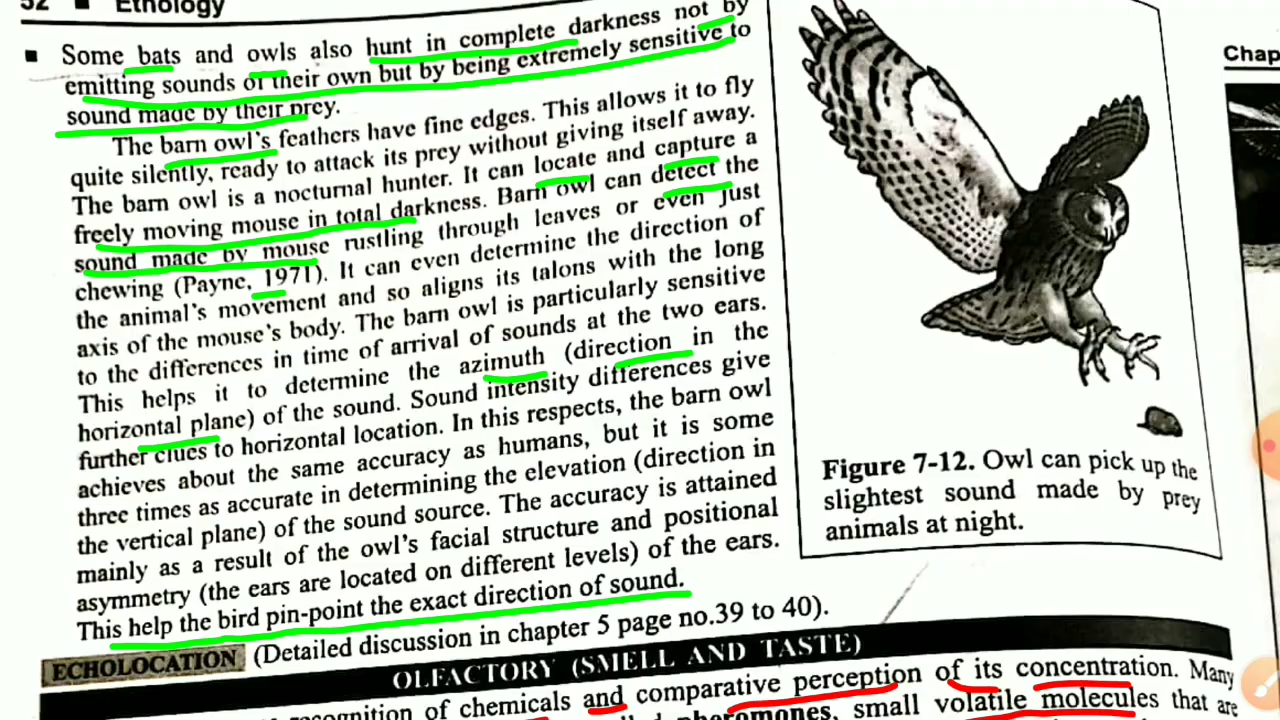 52 ■ Ethology
■ Some bats and owls also hunt in complete darkness not by
emitting sounds of their own but by being extremely sensitive to
sound made by their prey.
The barn owl's feathers have fine edges. This allows it to fly
quite silently, ready to attack its prey without giving itself away.
The barn owl is a nocturnal hunter. It can locate and capture a
freely moving mouse in total darkness. Barn owl can detect the
sound made by mouse rustling through leaves or even just
chewing (Payne, 1971). It can even determine the direction of
the animal's movement and so aligns its talons with the long
axis of the mouse's body. The barn owl is particularly sensitive
to the differences in time of arrival of sounds at the two ears.
This helps it to determine the azimuth (direction in the
horizontal plane) of the sound. Sound intensity differences give
further clues to horizontal location. In this respects, the barn owl
achieves about the same accuracy as humans, but it is some
three times as accurate in determining the elevation (direction in
the vertical plane) of the sound source. The accuracy is attained
mainly as a result of the owl's facial structure and positional
asymmetry (the ears are located on different levels) of the ears.
This help the bird pin-point the exact direction of sound.
ECHOLOCATION (Detailed discussion in chapter 5 page no.39 to 40).
OLFACTORY (SMELL AND TASTE)
recognition of chemicals and comparative perception of its concentration. Many
pheromones, small volatile molecules that are
Figure 7-12. Owl can pick up the
slightest sound made by prey
animals at night.
Chap